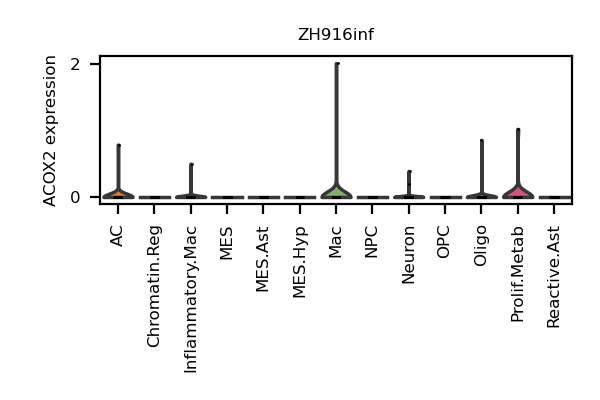 ZH916inf
ACOX2 expression
2
0
AC
Chromatin.Reg
Inflammatory.Mac
MES
MES.Ast
MES.Hyp
Mac
NPC
Neuron
OPC
Oligo
Prolif.Metab
Reactive.Ast